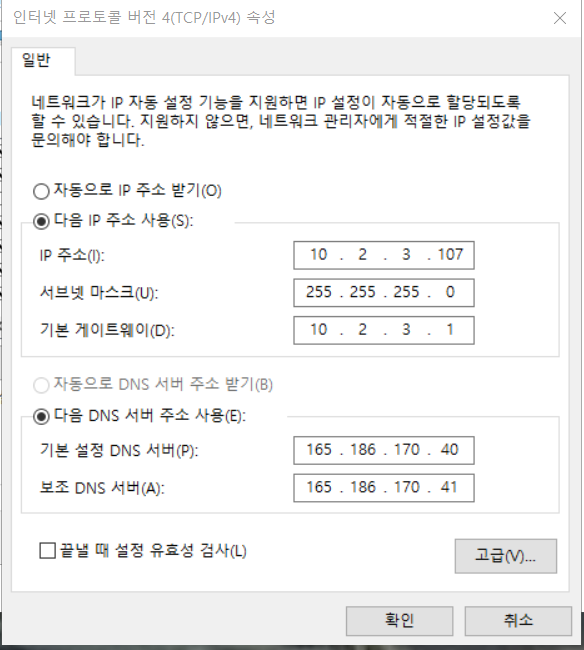 인터넷 프로토콜 버전 4(TCP/IPv4) 속성
일반
네트워크가 IP 자동 설정 기능을 지원하면 IP 설정이 자동으로 할당되도록
할 수 있습니다. 지원하지 않으면, 네트워크 관리자에게 적절한 IP 설정값을
문의해야 합니다.
자동으로 IP 주소 받기(O)
다음 IP 주소 사용(S):
IP 주소(I): 10 . 2 . 3 . 107
서브넷 마스크(U): 255 . 255 . 255 . 0
기본 게이트웨이(D): 10 . 2 . 3 . 1
자동으로 DNS 서버 주소 받기(B)
다음 DNS 서버 주소 사용(E):
기본 설정 DNS 서버(P): 165 . 186 . 170 . 40
보조 DNS 서버(A): 165 . 186 . 170 . 41
끝낼 때 설정 유효성 검사(L)
고급(V)...
확인
취소